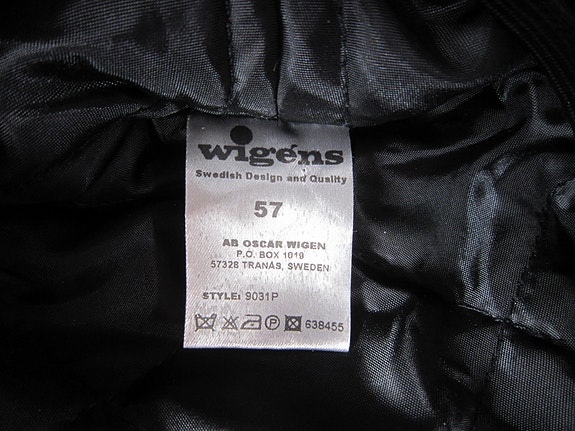 wigéns
Swedish Design and Quality
57
AB OSCAR WIGEN
P.O. BOX 1019
57328 TRANÅS, SWEDEN
STYLE: 9031P
P 638455